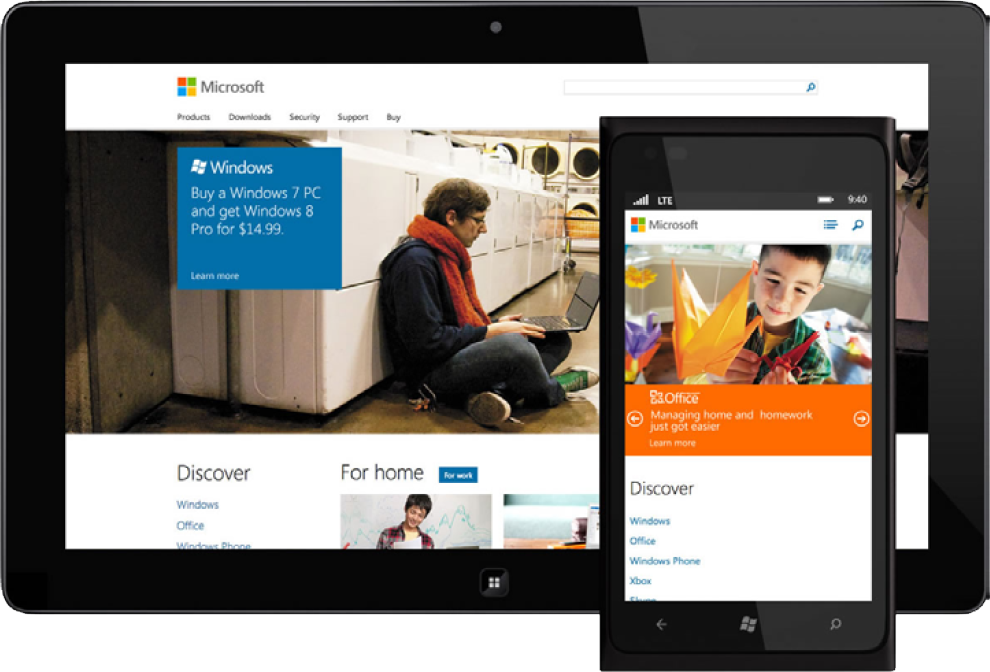 Microsoft
Products Downloads Security Support Buy
Windows
Buy a Windows 7 PC
and get Windows 8
Pro for $14.99.
Learn more
Discover
Windows
Office
Windows Phone
For home For work
LTE 9:40
Microsoft
Office
Managing home and homework
just got easier
Learn more
Discover
Windows
Office
Windows Phone
Xbox
Skype